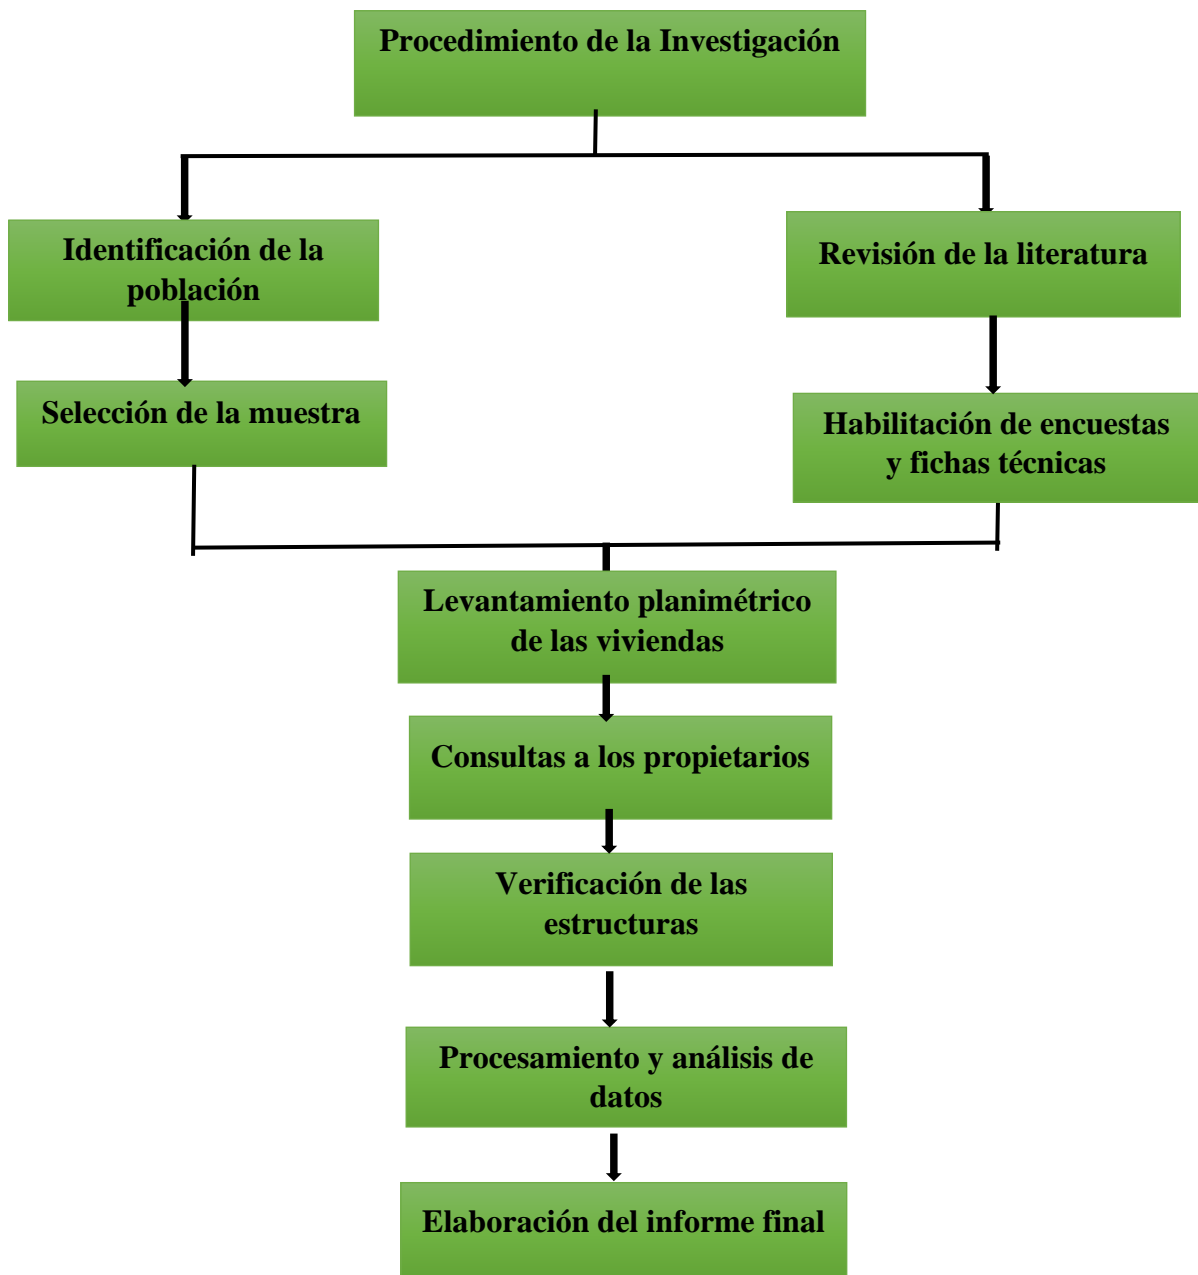 Procedimiento de la Investigación
Identificación de la
población
Revisión de la literatura
Selección de la muestra
Habilitación de encuestas
y fichas técnicas
Levantamiento planimétrico
de las viviendas
Consultas a los propietarios
Verificación de las
estructuras
Procesamiento y análisis de
datos
Elaboración del informe final